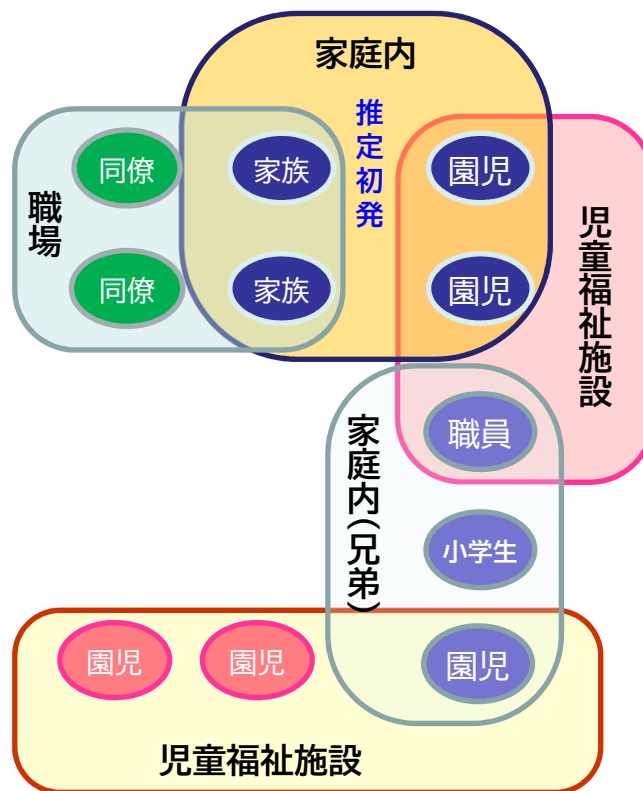 家庭内
推定初発
同僚
家族
園児
職場
児童福祉施設
同僚
家族
園児
職員
家庭内(兄弟)
小学生
園児
園児
園児
児童福祉施設